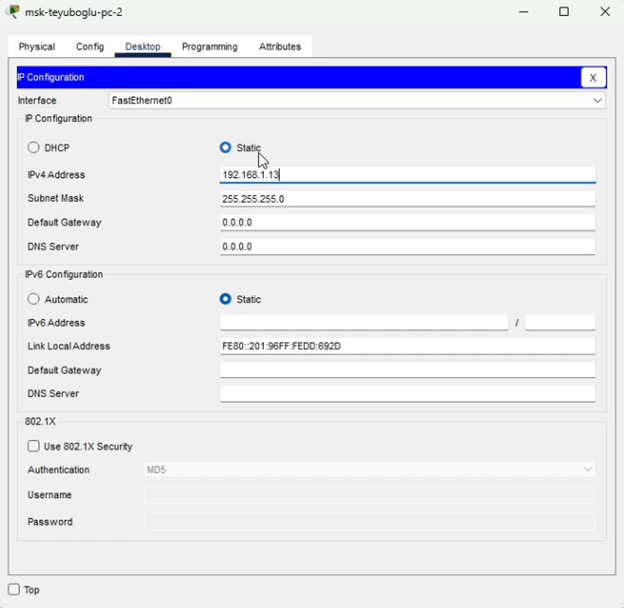 msk-teyuboglu-pc-2
Physical Config Desktop Programming Attributes
IP Configuration X
Interface FastEthernet0
IP Configuration
DHCP Static
IPv4 Address 192.168.1.13
Subnet Mask 255.255.255.0
Default Gateway 0.0.0.0
DNS Server 0.0.0.0
IPv6 Configuration
Automatic Static
IPv6 Address /
Link Local Address FE80::201:96FF:FEDD:692D
Default Gateway
DNS Server
802.1X
Use 802.1X Security
Authentication MD5
Username
Password
Top